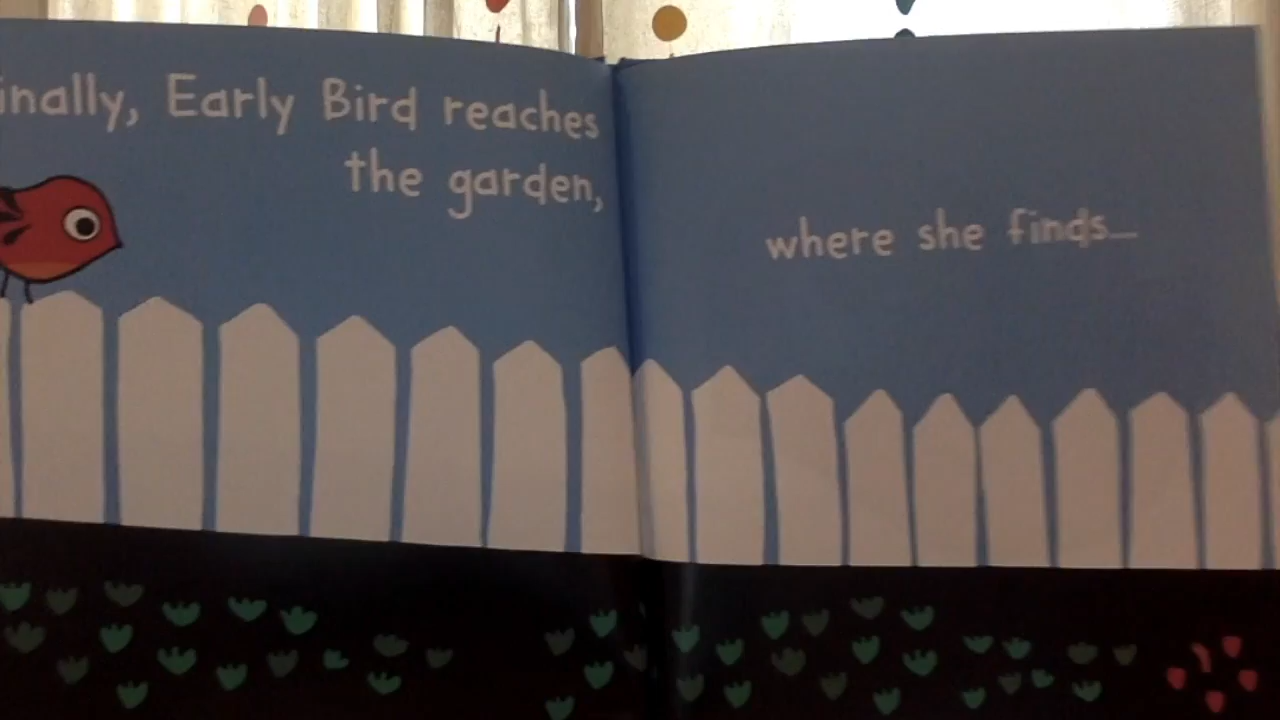 inally, Early Bird reaches
the garden,
where she finds...